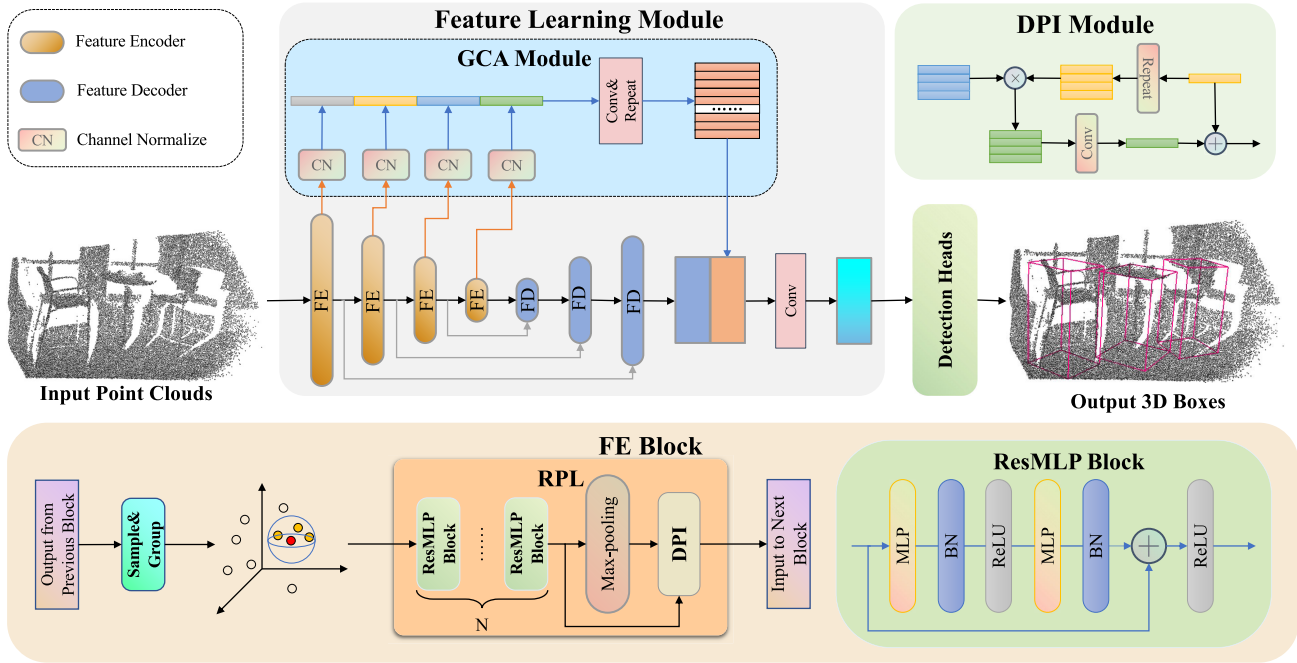 Feature Encoder
Feature Decoder
CN
Channel Normalize
Feature Learning Module
GCA Module
Conv&
Repeat
......
CN
CN
CN
CN
FE
FE
FE
FE
FD
FD
FD
Conv
DPI Module
×
Repeat
Conv
+
Detection Heads
Input Point Clouds
Output 3D Boxes
FE Block
Output from
Previous Block
Sample&
Group
RPL
ResMLP
Block
......
ResMLP
Block
N
Max-pooling
DPI
Input to Next
Block
ResMLP Block
MLP
BN
ReLU
MLP
BN
+
ReLU